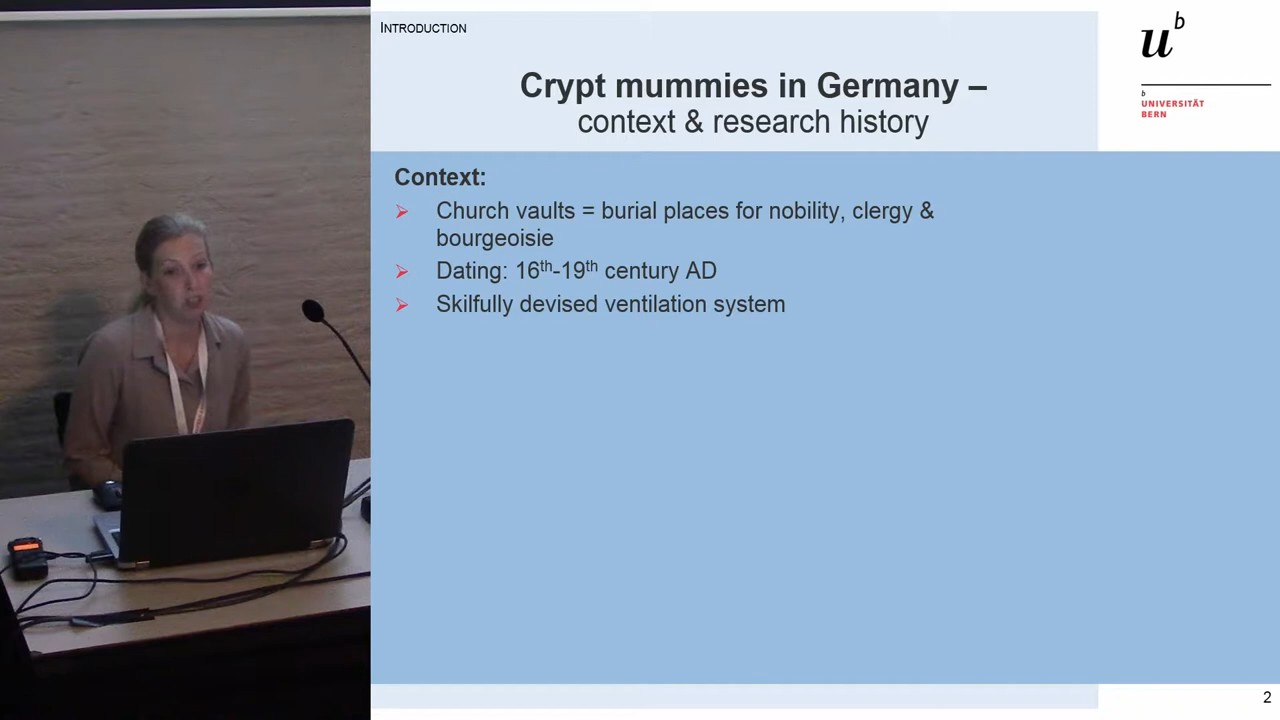 INTRODUCTION
Crypt mummies in Germany –
context & research history
u^b
b
UNIVERSITÄT
BERN
Context:
➢ Church vaults = burial places for nobility, clergy &
bourgeoisie
➢ Dating: 16th-19th century AD
➢ Skilfully devised ventilation system
2